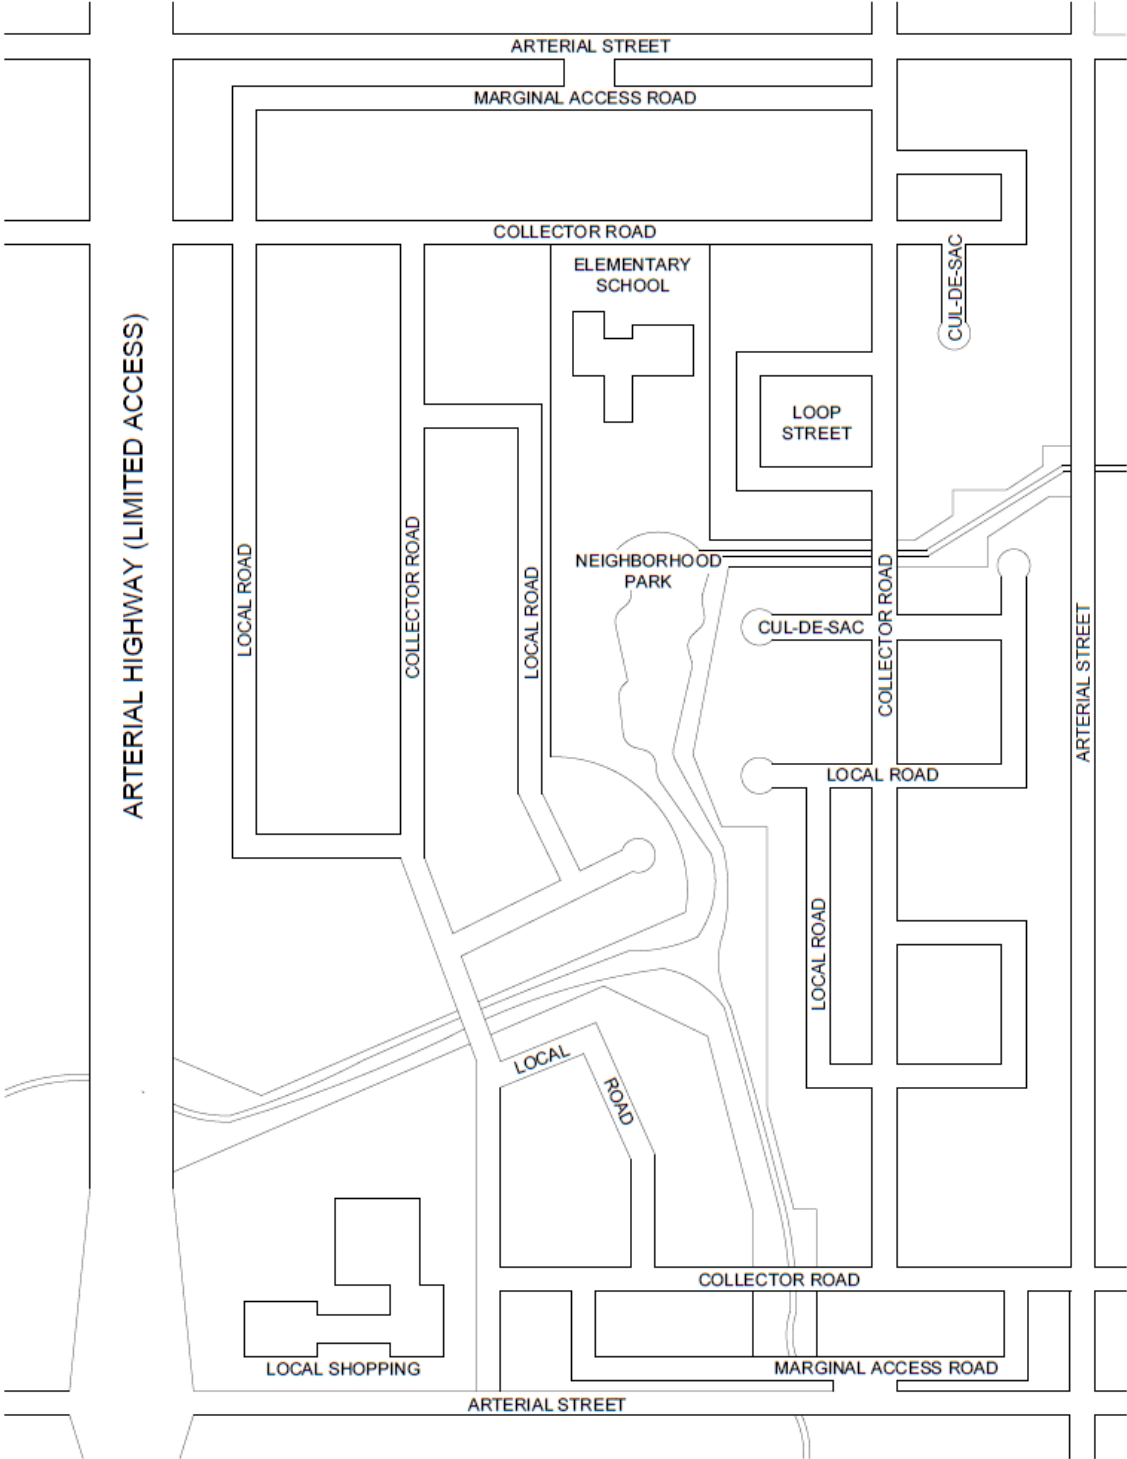 ARTERIAL STREET
MARGINAL ACCESS ROAD
COLLECTOR ROAD
ELEMENTARY
SCHOOL
CUL-DE-SAC
ARTERIAL HIGHWAY (LIMITED ACCESS)
LOOP
STREET
LOCAL ROAD
COLLECTOR ROAD
LOCAL ROAD
NEIGHBORHOOD
PARK
CUL-DE-SAC
COLLECTOR ROAD
ARTERIAL STREET
LOCAL ROAD
LOCAL ROAD
LOCAL
ROAD
COLLECTOR ROAD
LOCAL SHOPPING
MARGINAL ACCESS ROAD
ARTERIAL STREET